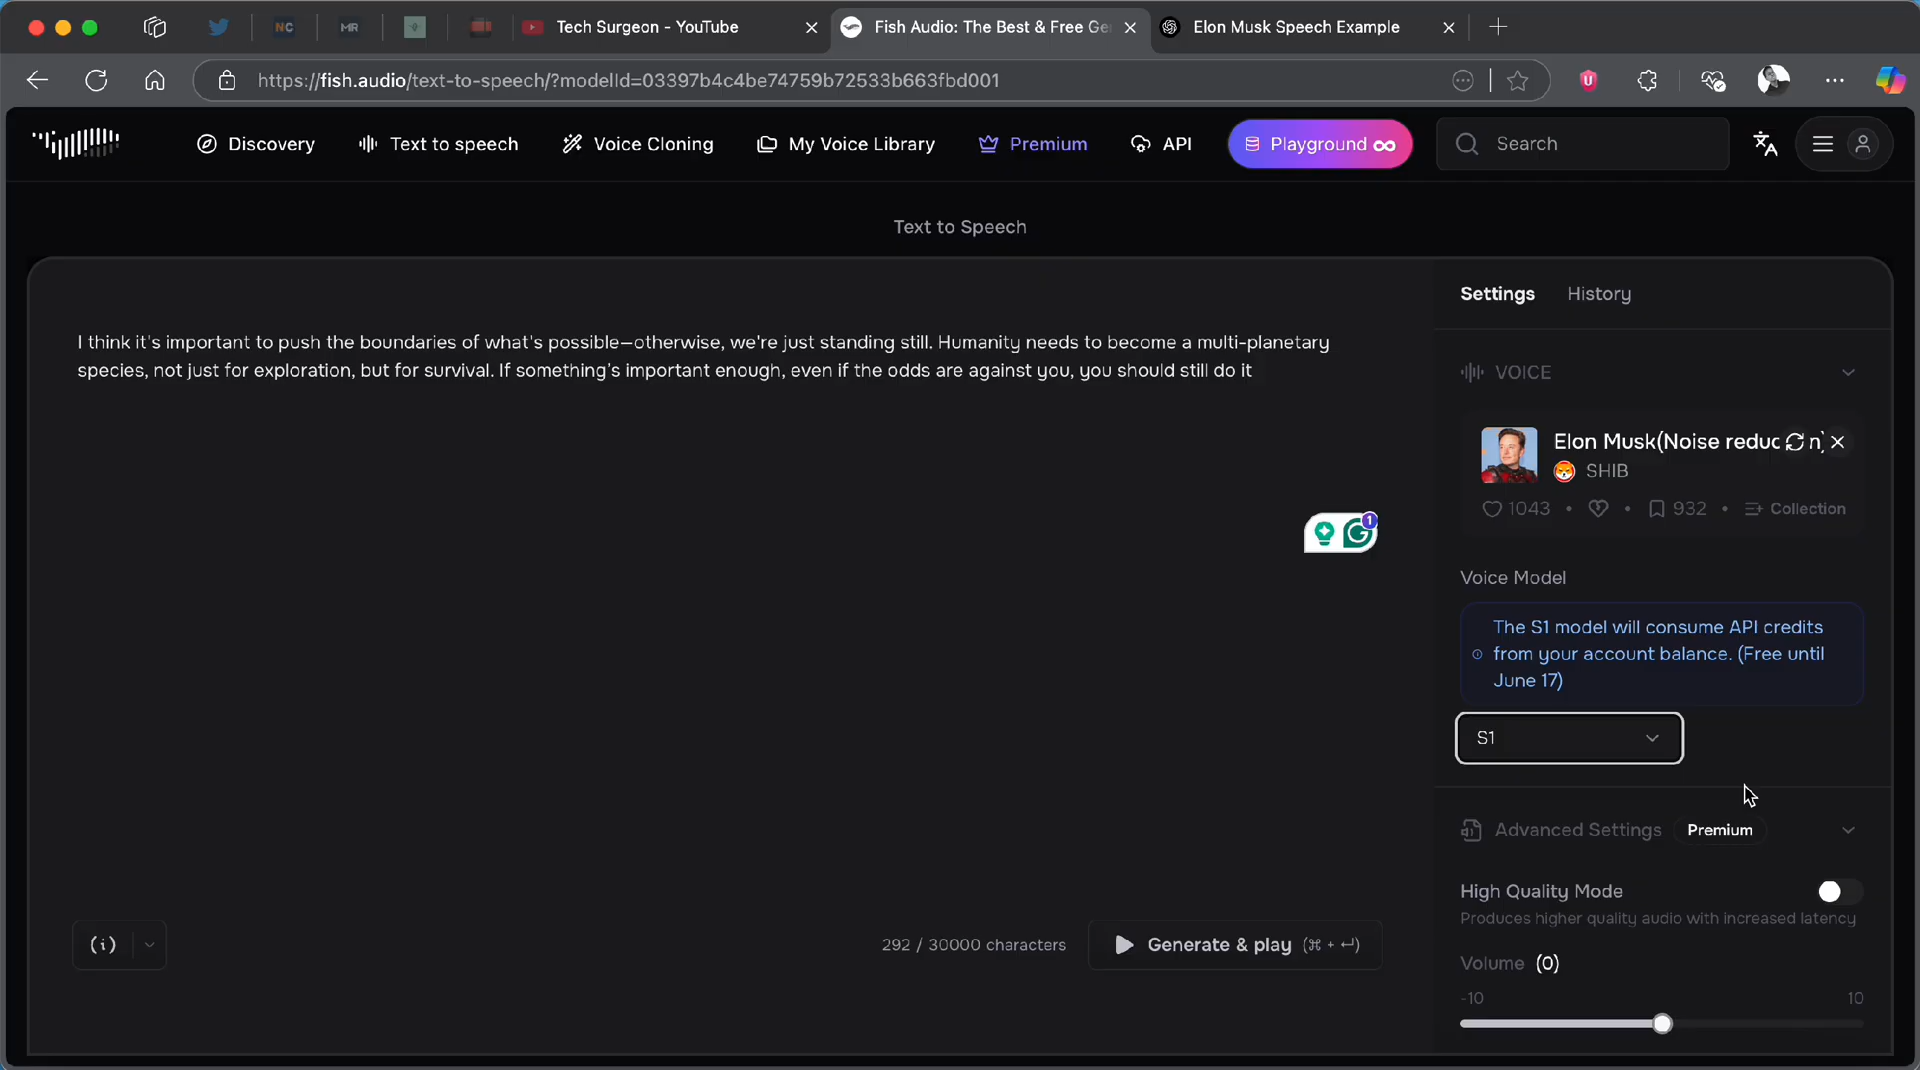 NC
MR
Tech Surgeon - YouTube
Fish Audio: The Best & Free Ge
Elon Musk Speech Example
https://fish.audio/text-to-speech/?modelId=03397b4c4be74759b72533b663fbd001
Discovery
Text to speech
Voice Cloning
My Voice Library
Premium
API
Playground
Search
Text to Speech
I think it's important to push the boundaries of what's possible—otherwise, we're just standing still. Humanity needs to become a multi-planetary
species, not just for exploration, but for survival. If something's important enough, even if the odds are against you, you should still do it
1
(i)
292 / 30000 characters
Generate & play (⌘ + ↵)
Settings
History
VOICE
Elon Musk(Noise reduc n)
SHIB
1043 • • 932 • Collection
Voice Model
The S1 model will consume API credits
from your account balance. (Free until
June 17)
S1
Advanced Settings Premium
High Quality Mode
Produces higher quality audio with increased latency
Volume (0)
-10 10